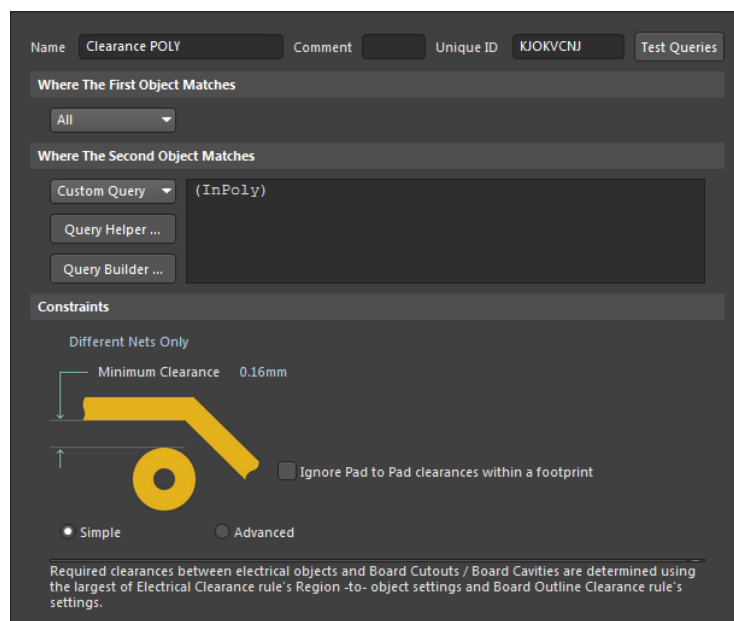 Name Clearance POLY Comment Unique ID KJOKVCNJ Test Queries
Where The First Object Matches
All
Where The Second Object Matches
Custom Query (InPoly)
Query Helper ...
Query Builder ...
Constraints
Different Nets Only
Minimum Clearance 0.16mm
Ignore Pad to Pad clearances within a footprint
Simple Advanced
Required clearances between electrical objects and Board Cutouts / Board Cavities are determined using
the largest of Electrical Clearance rule's Region -to- object settings and Board Outline Clearance rule's
settings.